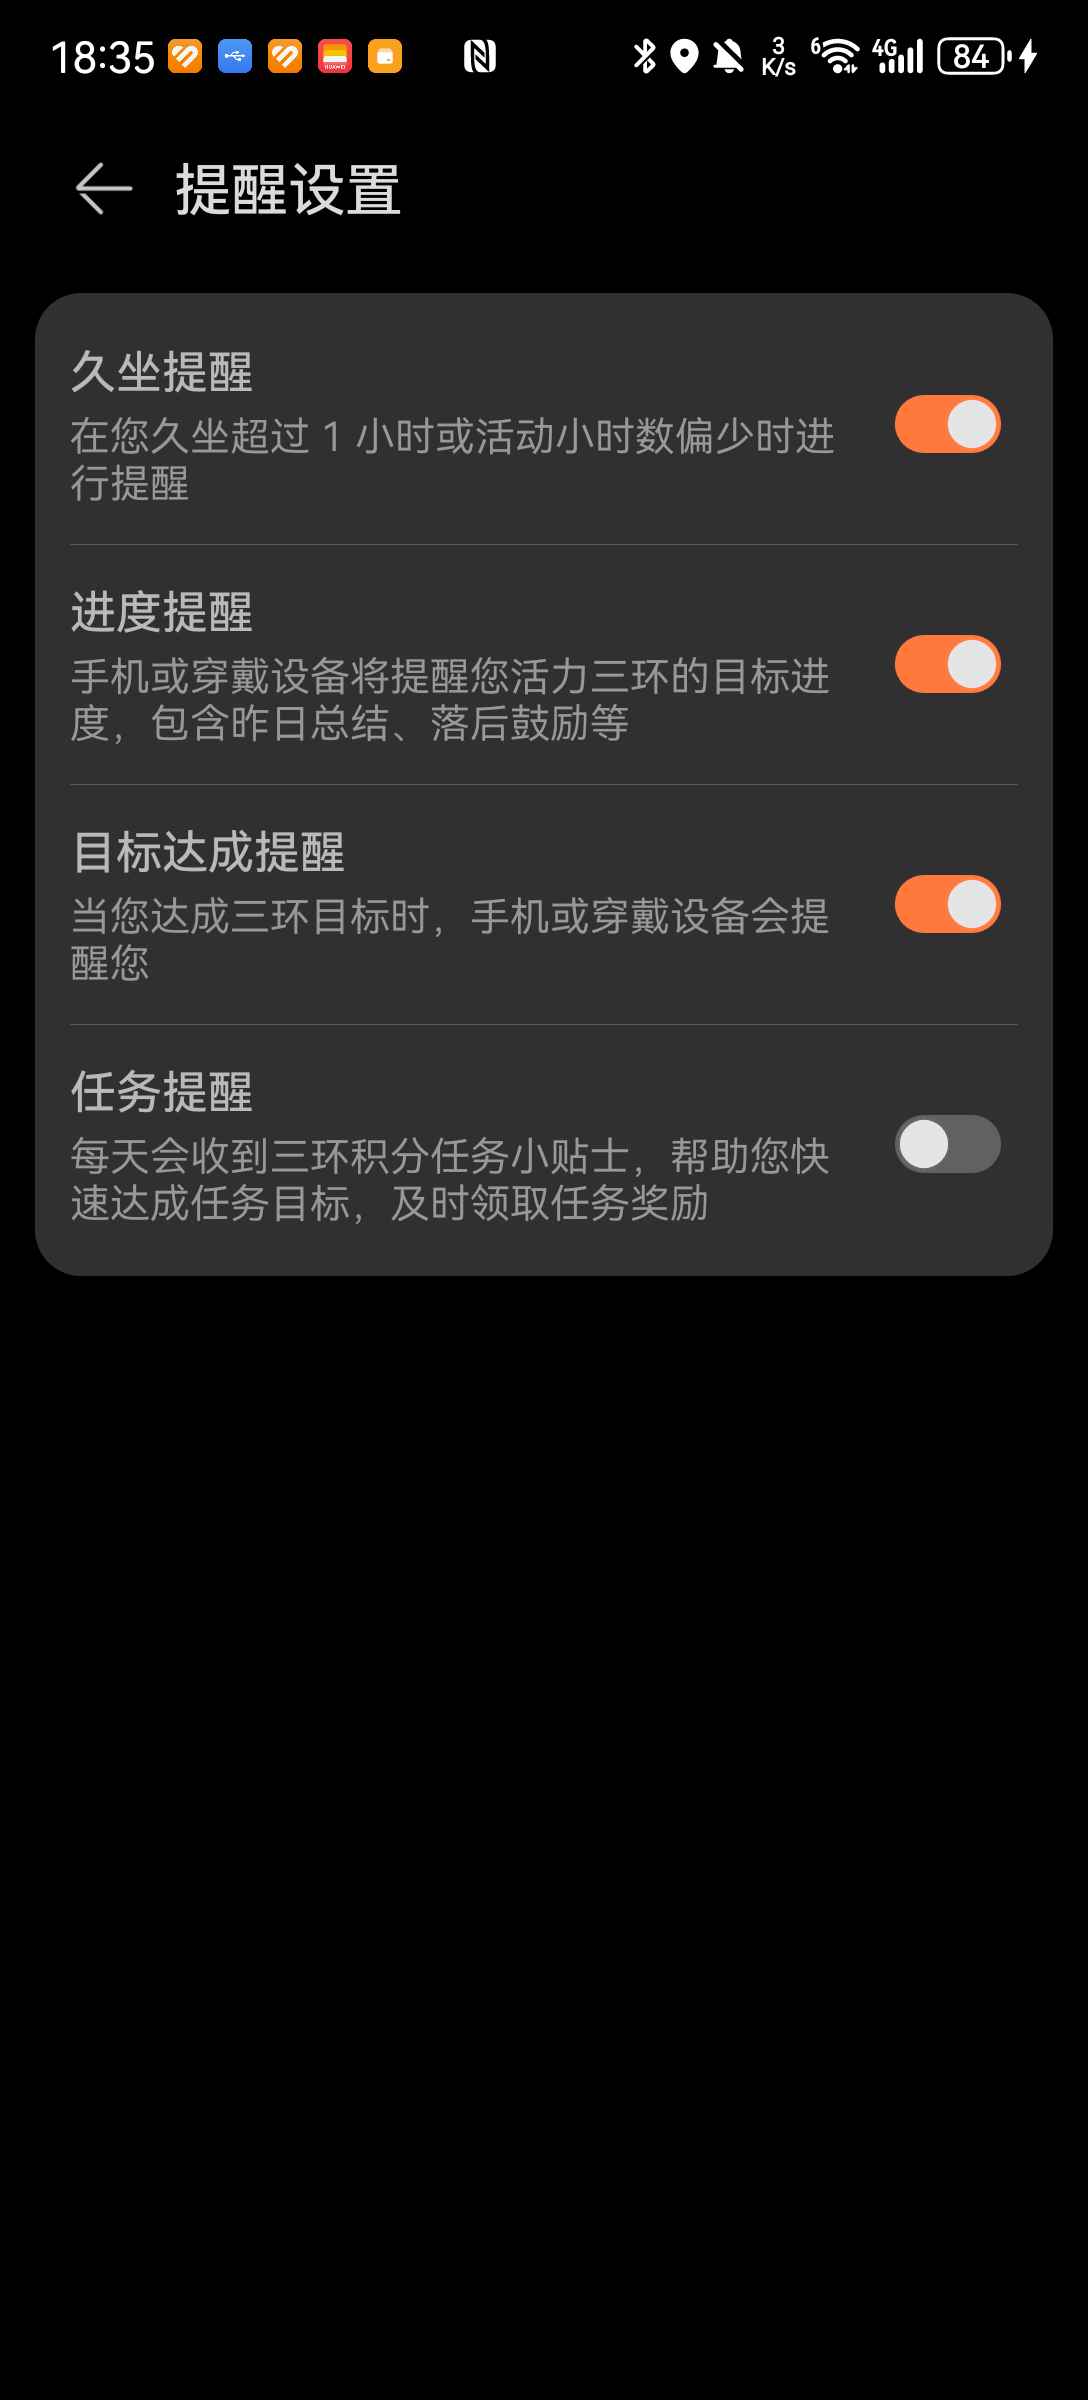 18:35
3
K/s
6
4G
84
提醒设置
久坐提醒
在您久坐超过 1 小时或活动小时数偏少时进
行提醒
进度提醒
手机或穿戴设备将提醒您活力三环的目标进
度，包含昨日总结、落后鼓励等
目标达成提醒
当您达成三环目标时，手机或穿戴设备会提
醒您
任务提醒
每天会收到三环积分任务小贴士，帮助您快
速达成任务目标，及时领取任务奖励